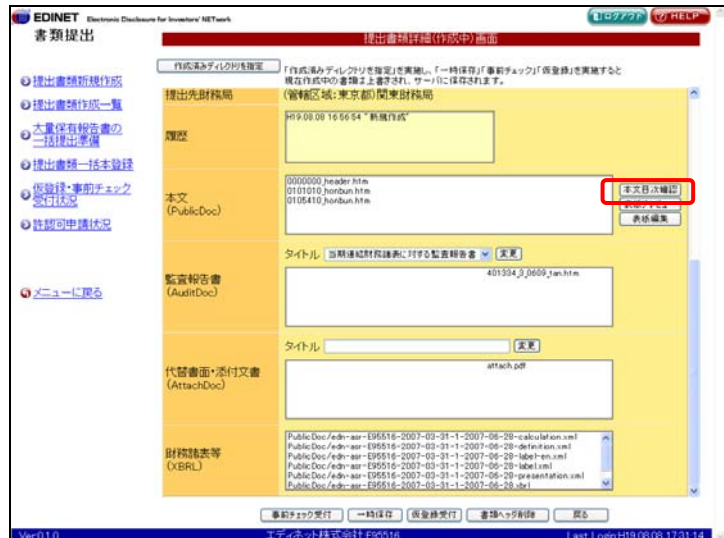 EDINET Electronic Disclosure for Investors' NETwork
ログアウト
HELP
書類提出
提出書類詳細(作成中)画面
作成済みディレクトリを指定
「作成済みディレクトリを指定」を実施し、「一時保存」「事前チェック」「仮登録」を実施すると
現在作成中の書類は上書きされ、サーバに保存されます。
提出書類新規作成
提出書類作成一覧
大量保有報告書の
一括提出準備
提出書類一括本登録
仮登録・事前チェック
受付状況
許認可申請状況
メニューに戻る
提出先財務局
(管轄区域:東京都)関東財務局
履歴
H19.08.08 16:56:54 "新規作成"
本文
(PublicDoc)
0000000_header.htm
0101010_honbun.htm
0105410_honbun.htm
本文目次確認
表紙編集
タイトル 当期連結財務諸表に対する監査報告書 変更
監査報告書
(AuditDoc)
401334_3_0609_tan.htm
タイトル 変更
代替書面・添付文書
(AttachDoc)
attach.pdf
財務諸表等
(XBRL)
PublicDoc/edn-asr-E95516-2007-03-31-1-2007-06-28-calculation.xml
PublicDoc/edn-asr-E95516-2007-03-31-1-2007-06-28-definition.xml
PublicDoc/edn-asr-E95516-2007-03-31-1-2007-06-28-label-en.xml
PublicDoc/edn-asr-E95516-2007-03-31-1-2007-06-28-label.xml
PublicDoc/edn-asr-E95516-2007-03-31-1-2007-06-28-presentation.xml
PublicDoc/edn-asr-E95516-2007-03-31-1-2007-06-28.xbrl
事前チェック受付 一時保存 仮登録受付 書類ヘッダ削除 戻る
Ver.0.1.0
エディネット株式会社 E95516
Last Login:H19.08.08 17:31:14